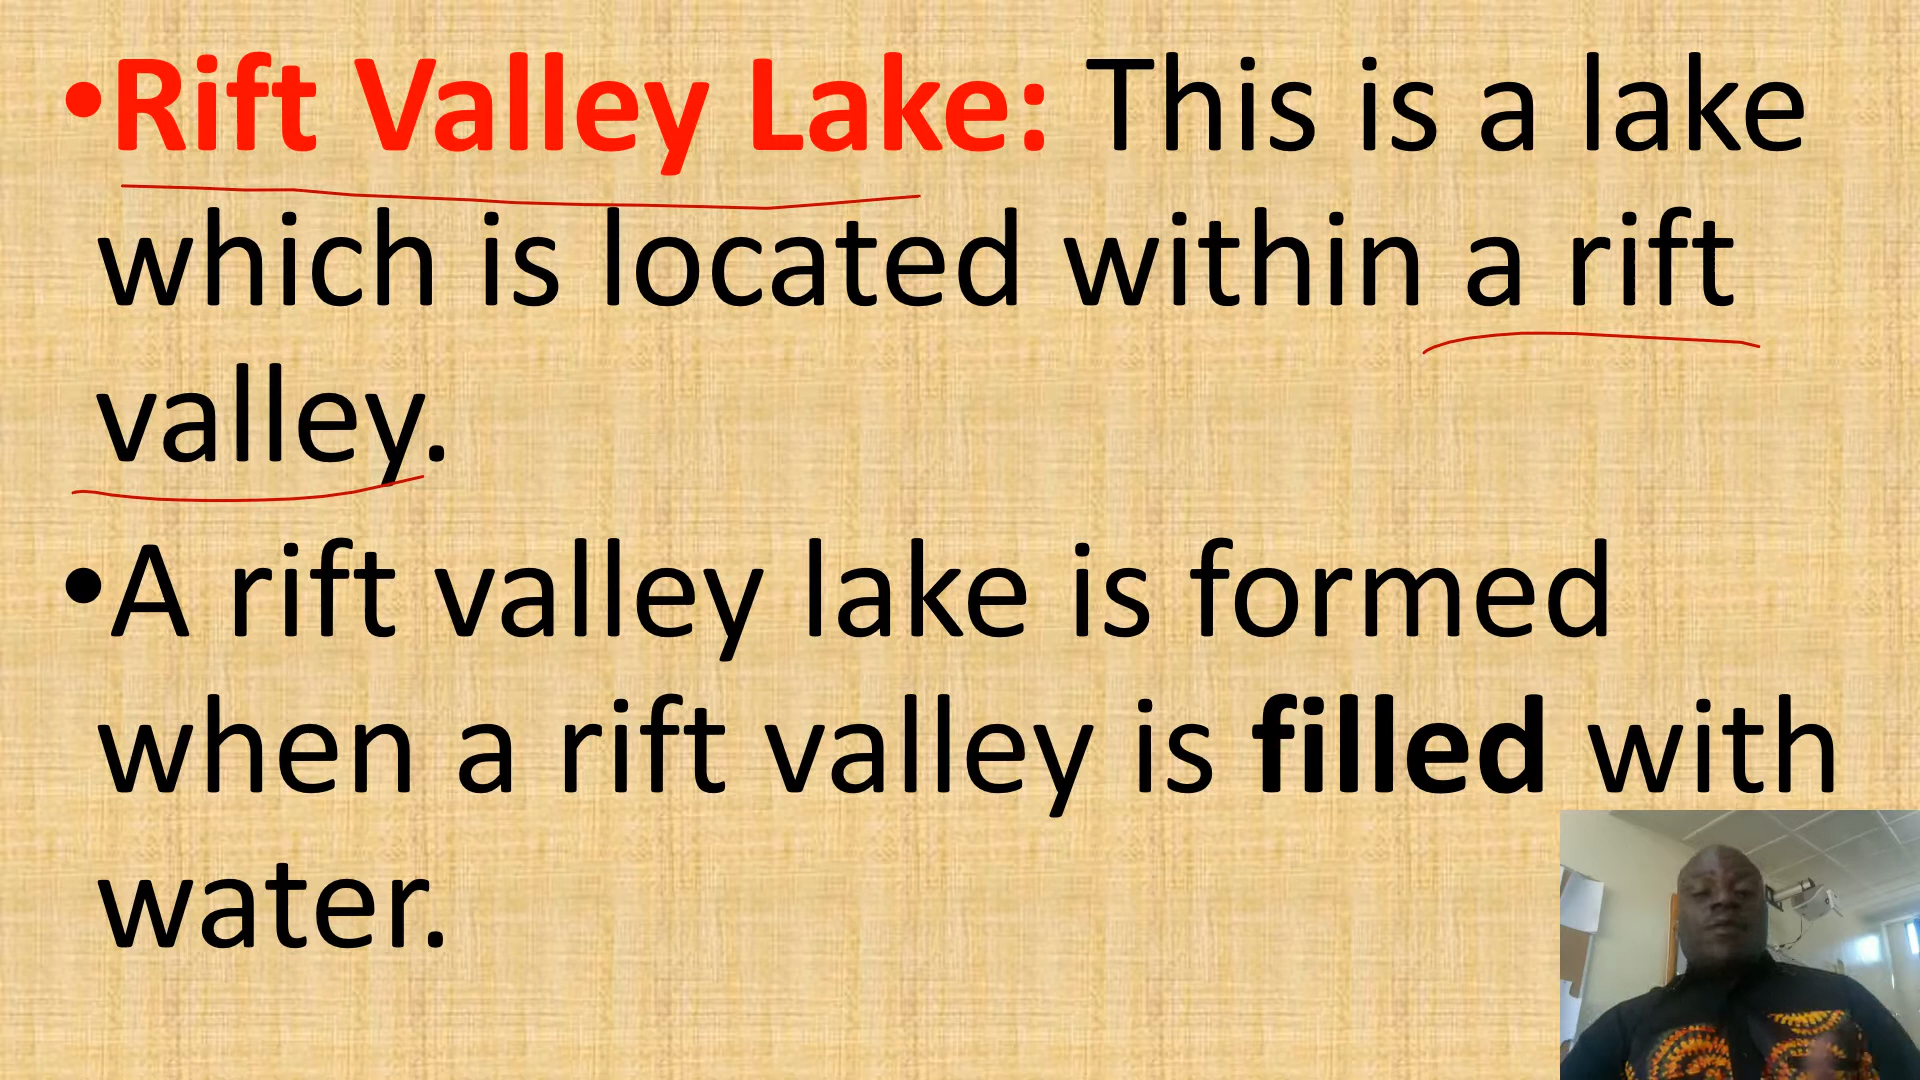 •Rift Valley Lake: This is a lake
which is located within a rift
valley.
•A rift valley lake is formed
when a rift valley is filled with
water.